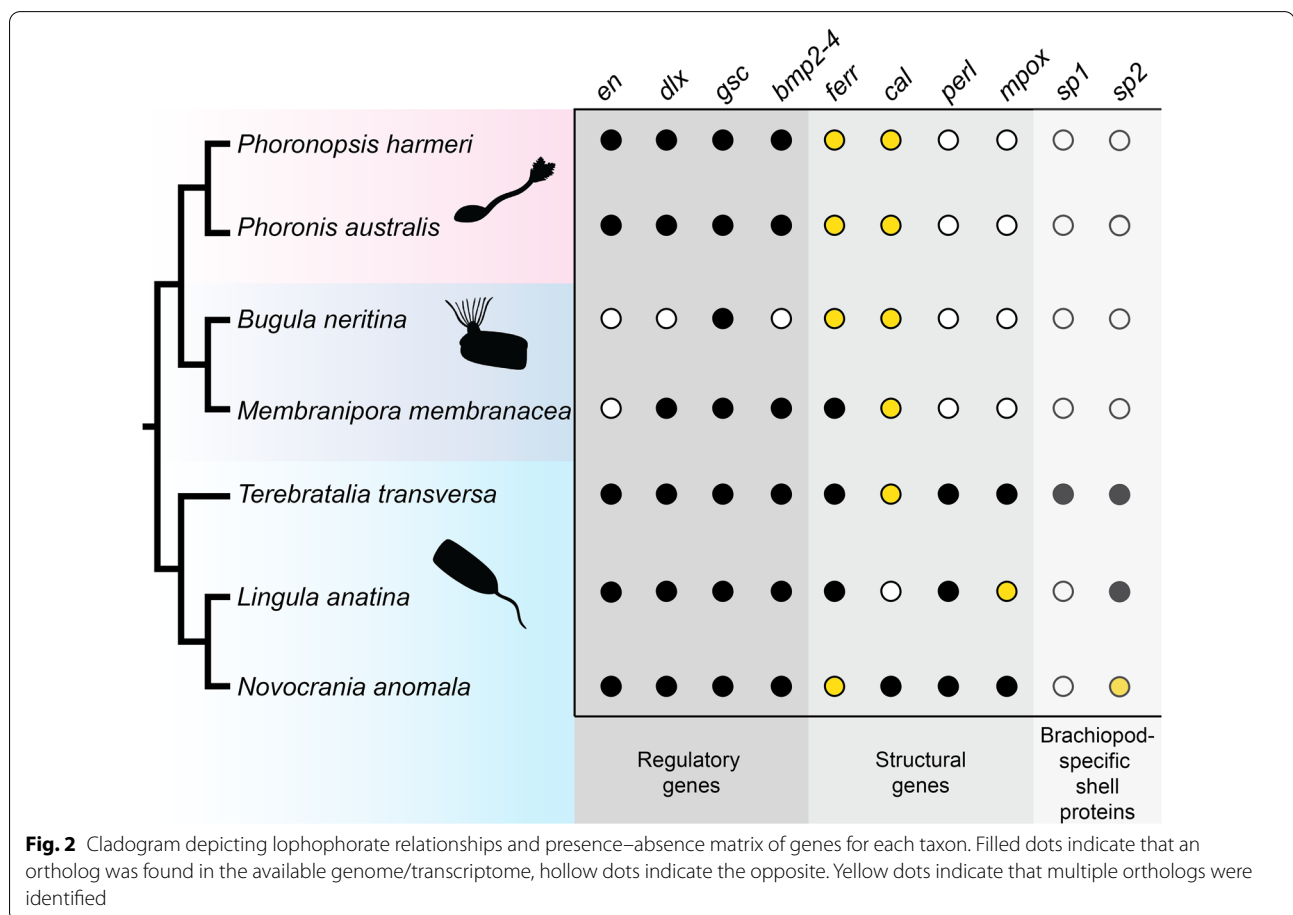 en dlx gsc bmp2-4 ferr cal perl mpox sp1 sp2
Phoronopsis harmeri
Phoronis australis
Bugula neritina
Membranipora membranacea
Terebratalia transversa
Lingula anatina
Novocrania anomala
Regulatory
genes
Structural
genes
Brachiopod-
specific
shell
proteins
Fig. 2 Cladogram depicting lophophorate relationships and presence–absence matrix of genes for each taxon. Filled dots indicate that an
ortholog was found in the available genome/transcriptome, hollow dots indicate the opposite. Yellow dots indicate that multiple orthologs were
identified